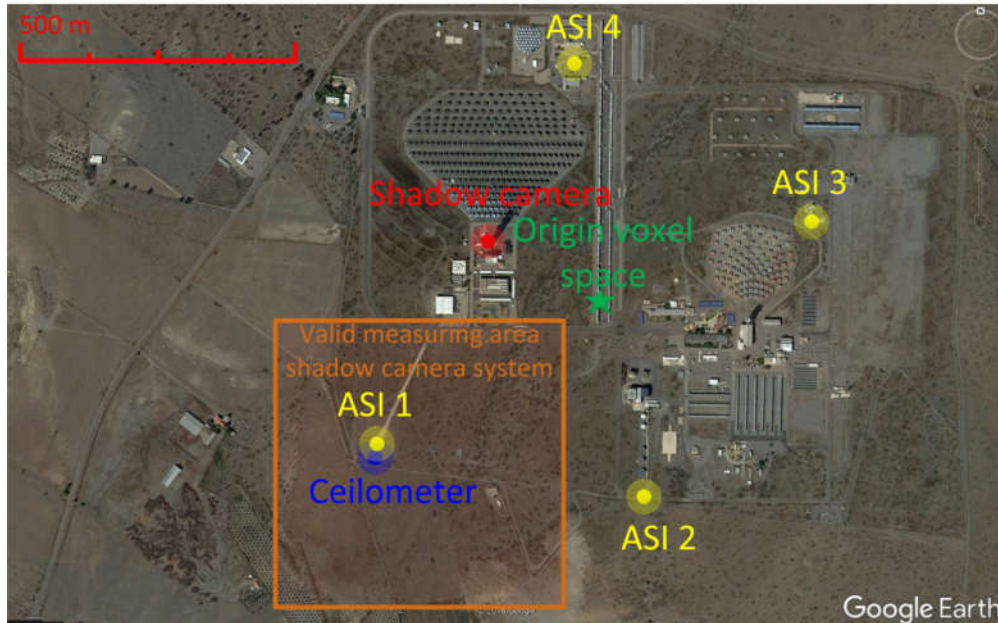 500 m
ASI 4
ASI 3
Shadow camera
Origin voxel
space
Valid measuring area
shadow camera system
ASI 1
Ceilometer
ASI 2
Google Earth